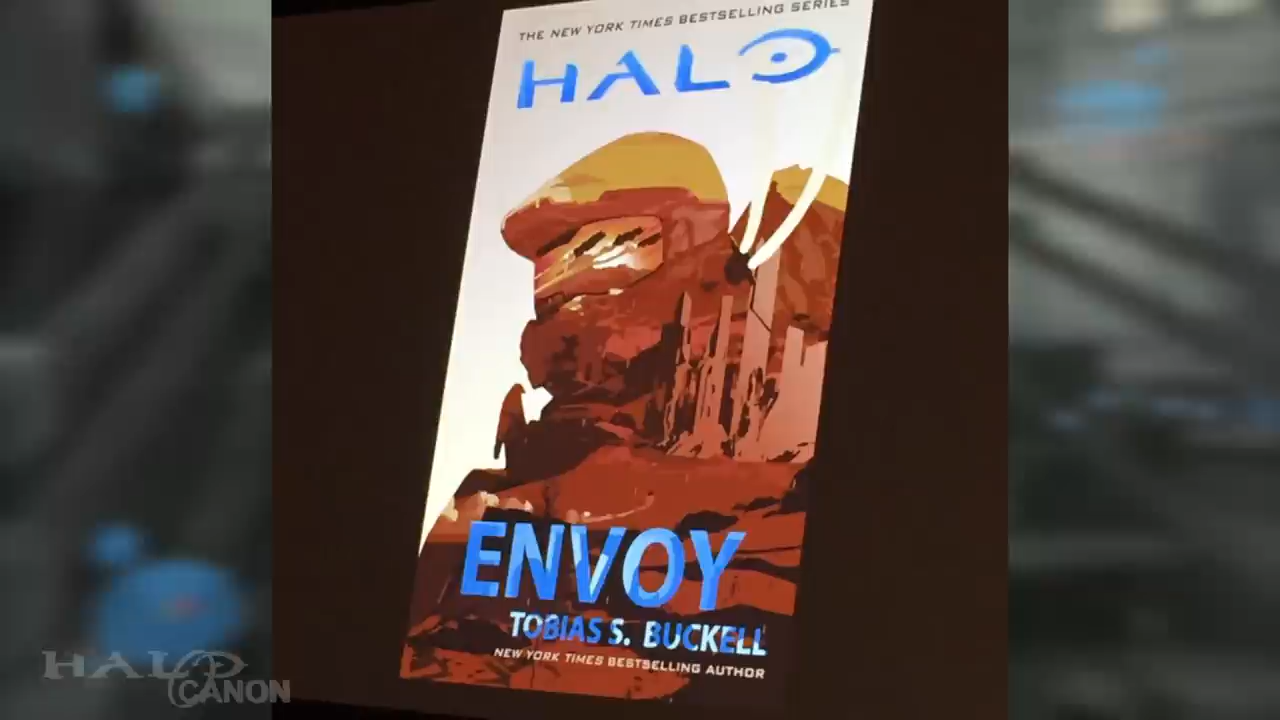 THE NEW YORK TIMES BESTSELLING SERIES
HALO
ENVOY
TOBIAS S. BUCKELL
NEW YORK TIMES BESTSELLING AUTHOR
HALO
CANON